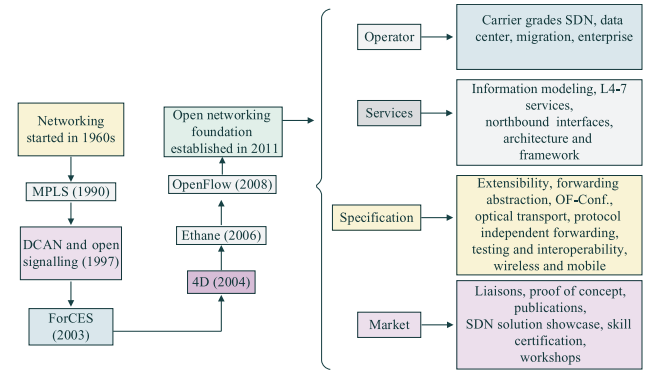 Networking
started in 1960s
MPLS (1990)
DCAN and open
signalling (1997)
ForCES
(2003)
4D (2004)
Ethane (2006)
OpenFlow (2008)
Open networking
foundation
established in 2011
Operator
Carrier grades SDN, data
center, migration, enterprise
Services
Information modeling, L4-7
services,
northbound interfaces,
architecture and
framework
Specification
Extensibility, forwarding
abstraction, OF-Conf.,
optical transport, protocol
independent forwarding,
testing and interoperability,
wireless and mobile
Market
Liaisons, proof of concept,
publications,
SDN solution showcase, skill
certification,
workshops